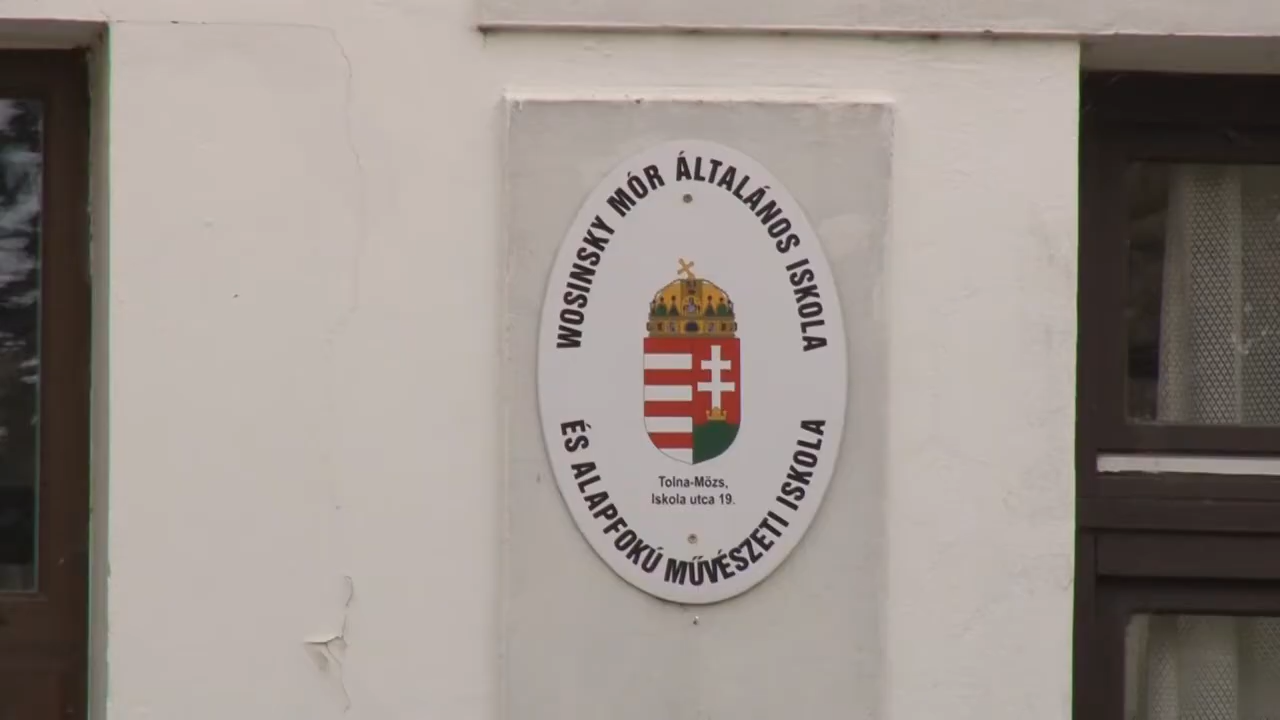 WOSINSKY MÓR ÁLTALÁNOS ISKOLA
Tolna-Mözs,
Iskola utca 19.
ÉS ALAPFOKÚ MŰVÉSZETI ISKOLA